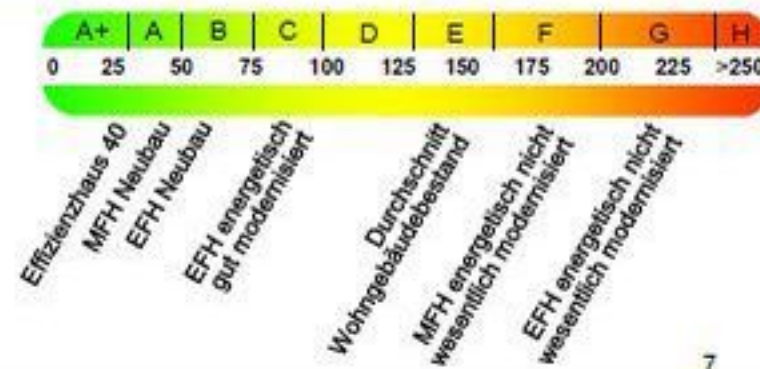 A+ A B C D E F G H
0 25 50 75 100 125 150 175 200 225 >250
Effizienzhaus 40
MFH Neubau
EFH Neubau
EFH energetisch
gut modernisiert
Durchschnitt
Wohngebäudebestand
MFH energetisch nicht
wesentlich modernisiert
EFH energetisch nicht
wesentlich modernisiert
7